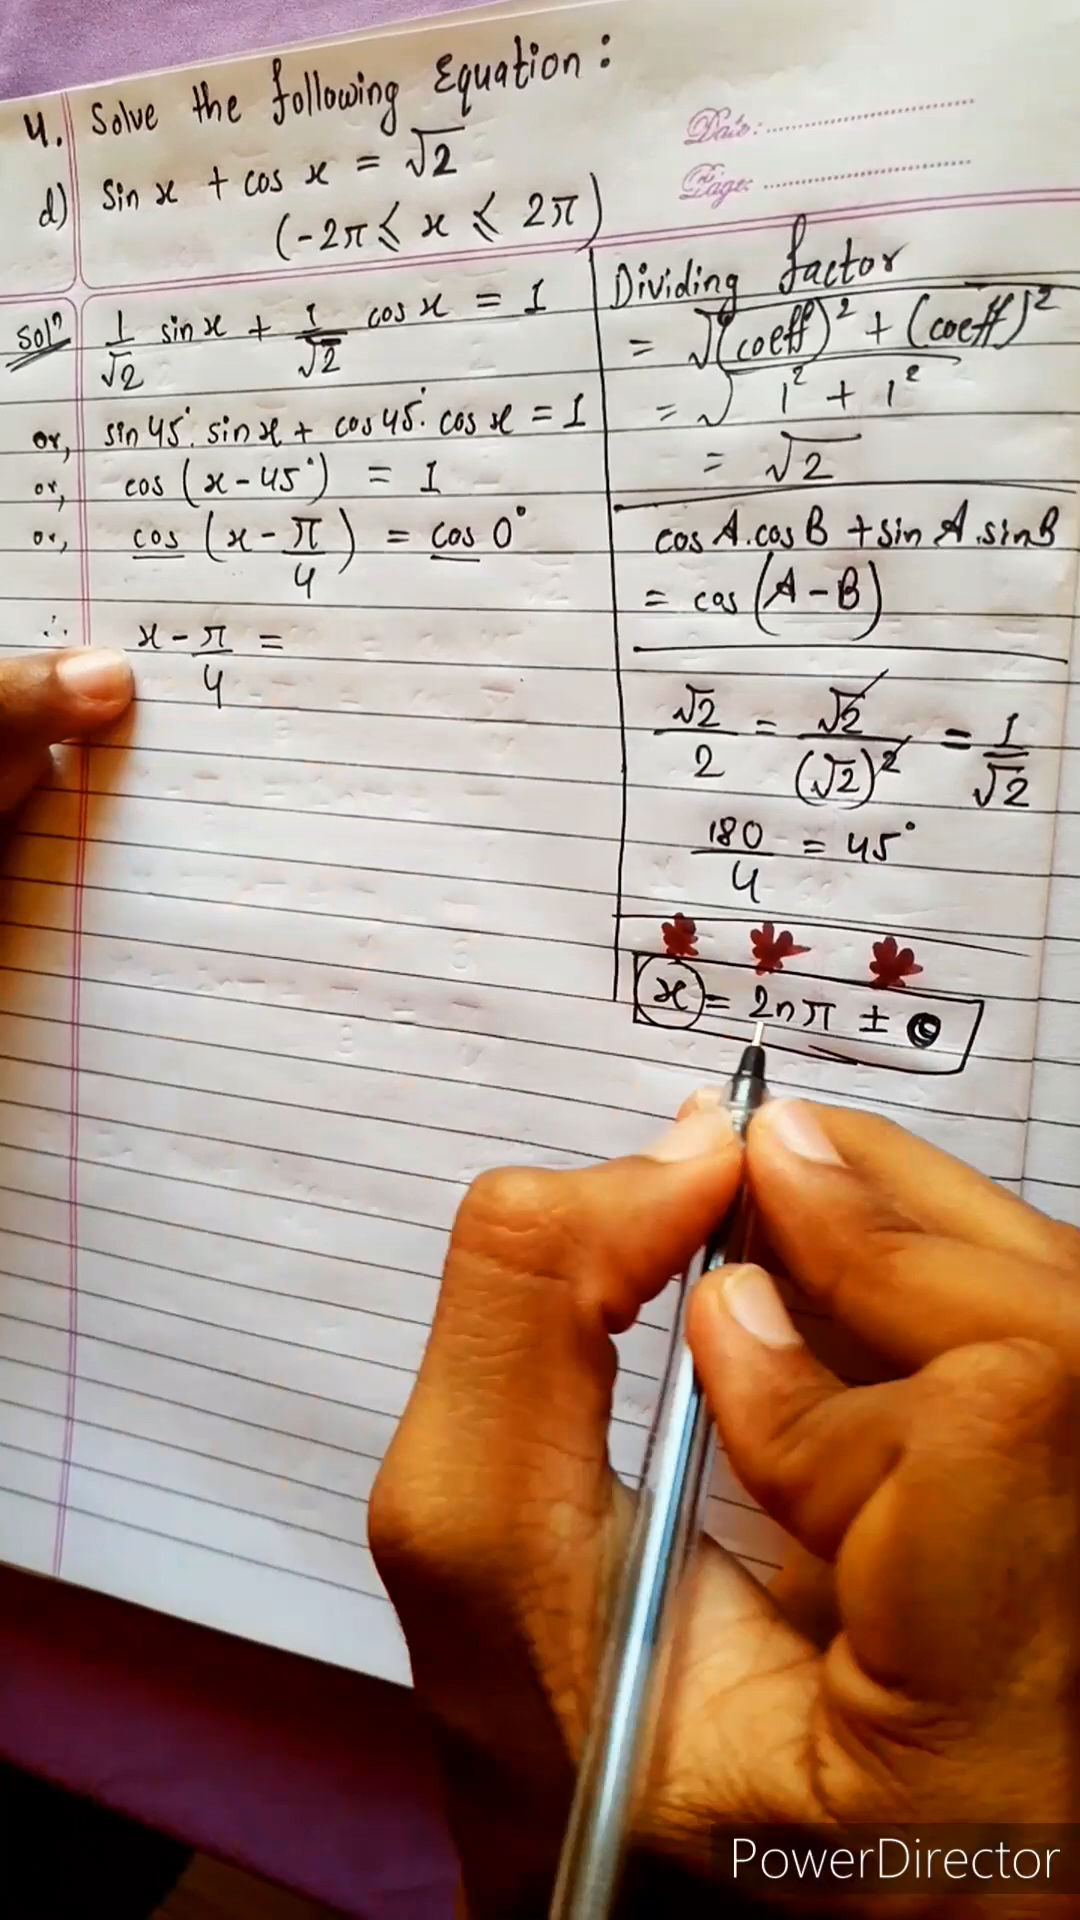 4. Solve the following Equation:
d) sin x + cos x = √2
(-2π ≤ x ≤ 2π)
Date:
Page:
Solⁿ 1/√2 sin x + 1/√2 cos x = 1
or, sin 45°. sin x + cos 45°. cos x = 1
or, cos (x - 45°) = 1
or, cos (x - π/4) = cos 0°
∴ x - π/4 =
Dividing factor
= √(coeff)² + (coeff)²
= √1² + 1²
= √2
cos A. cos B + sin A. sin B
= cos (A - B)
√2/2 = √2/(√2)² = 1/√2
180/4 = 45°
x = 2nπ ±
PowerDirector